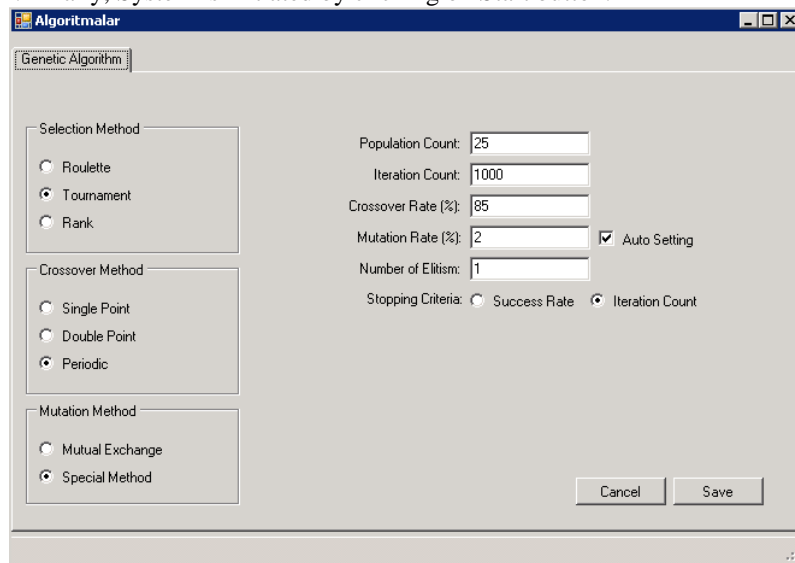 Algoritmalar
Genetic Algorithm
Selection Method
Roulette
Tournament
Rank
Crossover Method
Single Point
Double Point
Periodic
Mutation Method
Mutual Exchange
Special Method
Population Count: 25
Iteration Count: 1000
Crossover Rate (%): 85
Mutation Rate (%): 2 Auto Setting
Number of Elitism: 1
Stopping Criteria: Success Rate Iteration Count
Cancel Save